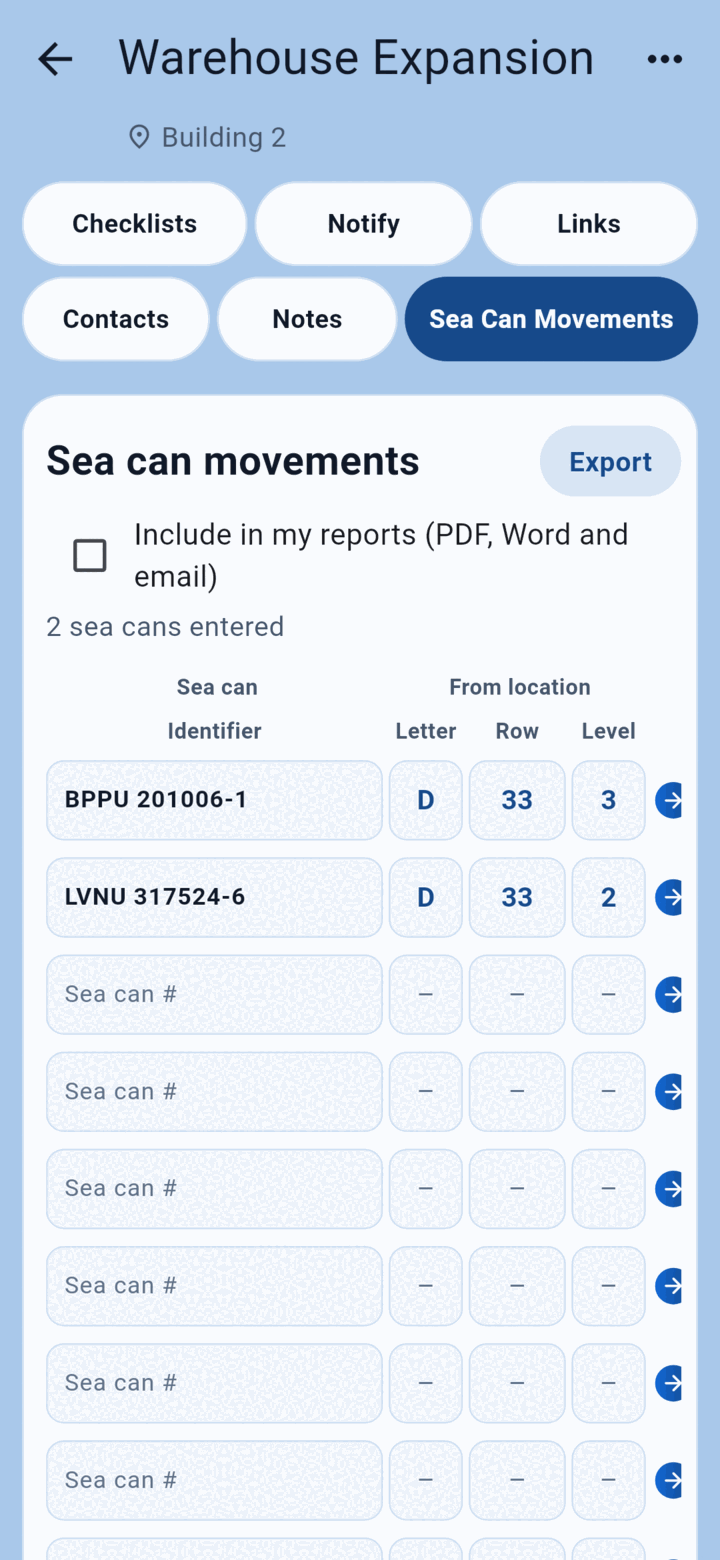 Warehouse Expansion
Building 2
Checklists Notify Links
Contacts Notes Sea Can Movements
Sea can movements Export
Include in my reports (PDF, Word and
email)
2 sea cans entered
Sea can From location
Identifier Letter Row Level
BPPU 201006-1 D 33 3
LVNU 317524-6 D 33 2
Sea can # – – –
Sea can # – – –
Sea can # – – –
Sea can # – – –
Sea can # – – –
Sea can # – – –